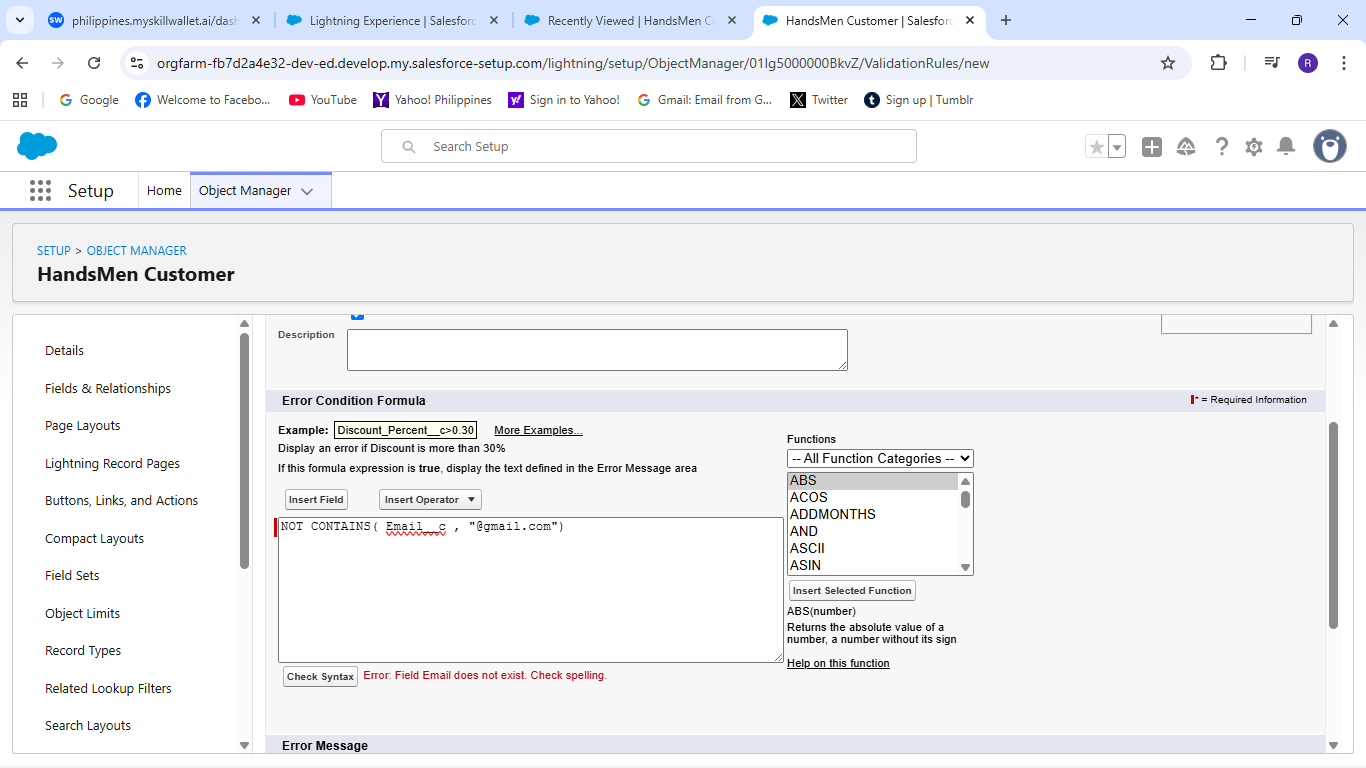 philippines.myskillwallet.ai/dash
Lightning Experience | Salesforc
Recently Viewed | HandsMen Cu
HandsMen Customer | Salesforc
orgfarm-fb7d2a4e32-dev-ed.develop.my.salesforce-setup.com/lightning/setup/ObjectManager/01Ig5000000BkvZ/ValidationRules/new
R
Google
Welcome to Facebo...
YouTube
Yahoo! Philippines
Sign in to Yahoo!
Gmail: Email from G...
Twitter
Sign up | Tumblr
Search Setup
Setup
Home
Object Manager
SETUP > OBJECT MANAGER
HandsMen Customer
Details
Fields & Relationships
Page Layouts
Lightning Record Pages
Buttons, Links, and Actions
Compact Layouts
Field Sets
Object Limits
Record Types
Related Lookup Filters
Search Layouts
Description
Error Condition Formula
* = Required Information
Example: Discount_Percent__c>0.30 More Examples...
Display an error if Discount is more than 30%
If this formula expression is true, display the text defined in the Error Message area
Insert Field
Insert Operator
NOT CONTAINS( Email__c , "@gmail.com")
Check Syntax
Error: Field Email does not exist. Check spelling.
Functions
-- All Function Categories --
ABS
ACOS
ADDMONTHS
AND
ASCII
ASIN
Insert Selected Function
ABS(number)
Returns the absolute value of a
number, a number without its sign
Help on this function
Error Message